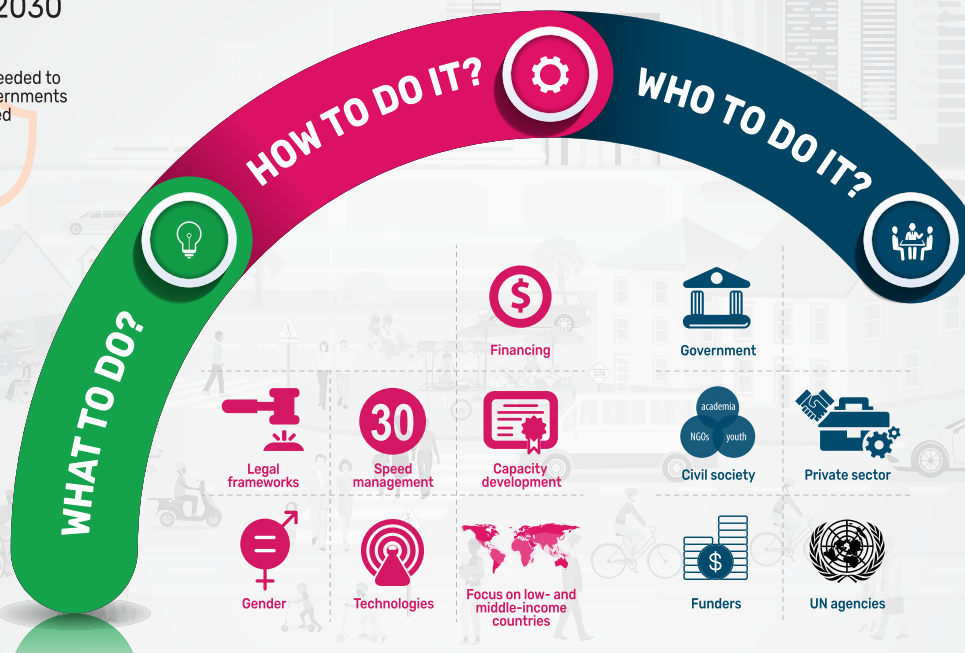 2030
eeded to
ernments
ed
WHAT TO DO?
HOW TO DO IT?
WHO TO DO IT?
$
Financing
Government
Legal
frameworks
30
Speed
management
Capacity
development
academia
NGOs youth
Civil society
Private sector
Gender
Technologies
Focus on low- and
middle-income
countries
$
Funders
UN agencies